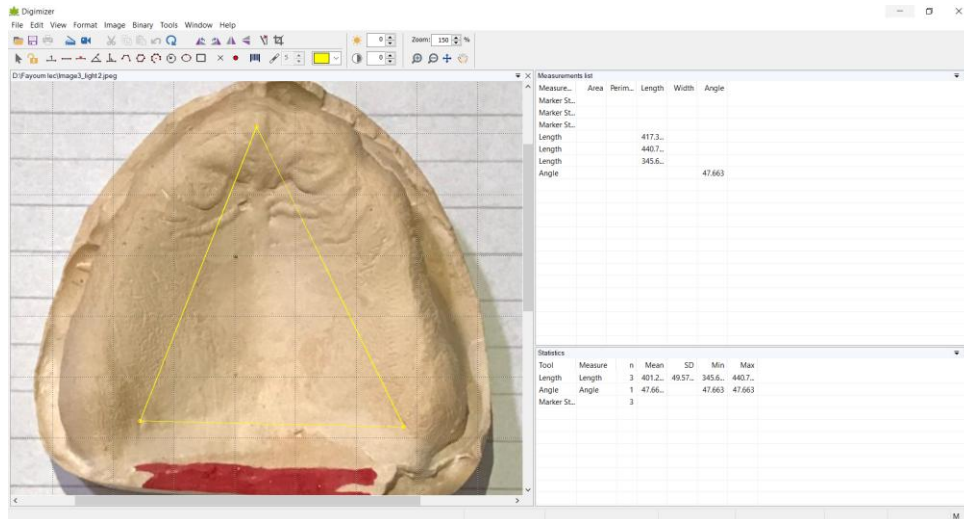 Digimizer
File Edit View Format Image Binary Tools Window Help
0 Zoom: 150 %
5 0
D:\Fayoum lec\Image3_light2.jpeg
Measurements list
Measure... Area Perim... Length Width Angle
Marker St...
Marker St...
Marker St...
Length 417.3...
Length 440.7...
Length 345.6...
Angle 47.663
Statistics
Tool Measure n Mean SD Min Max
Length Length 3 401.2... 49.57... 345.6... 440.7...
Angle Angle 1 47.66... 47.663 47.663
Marker St... 3
M